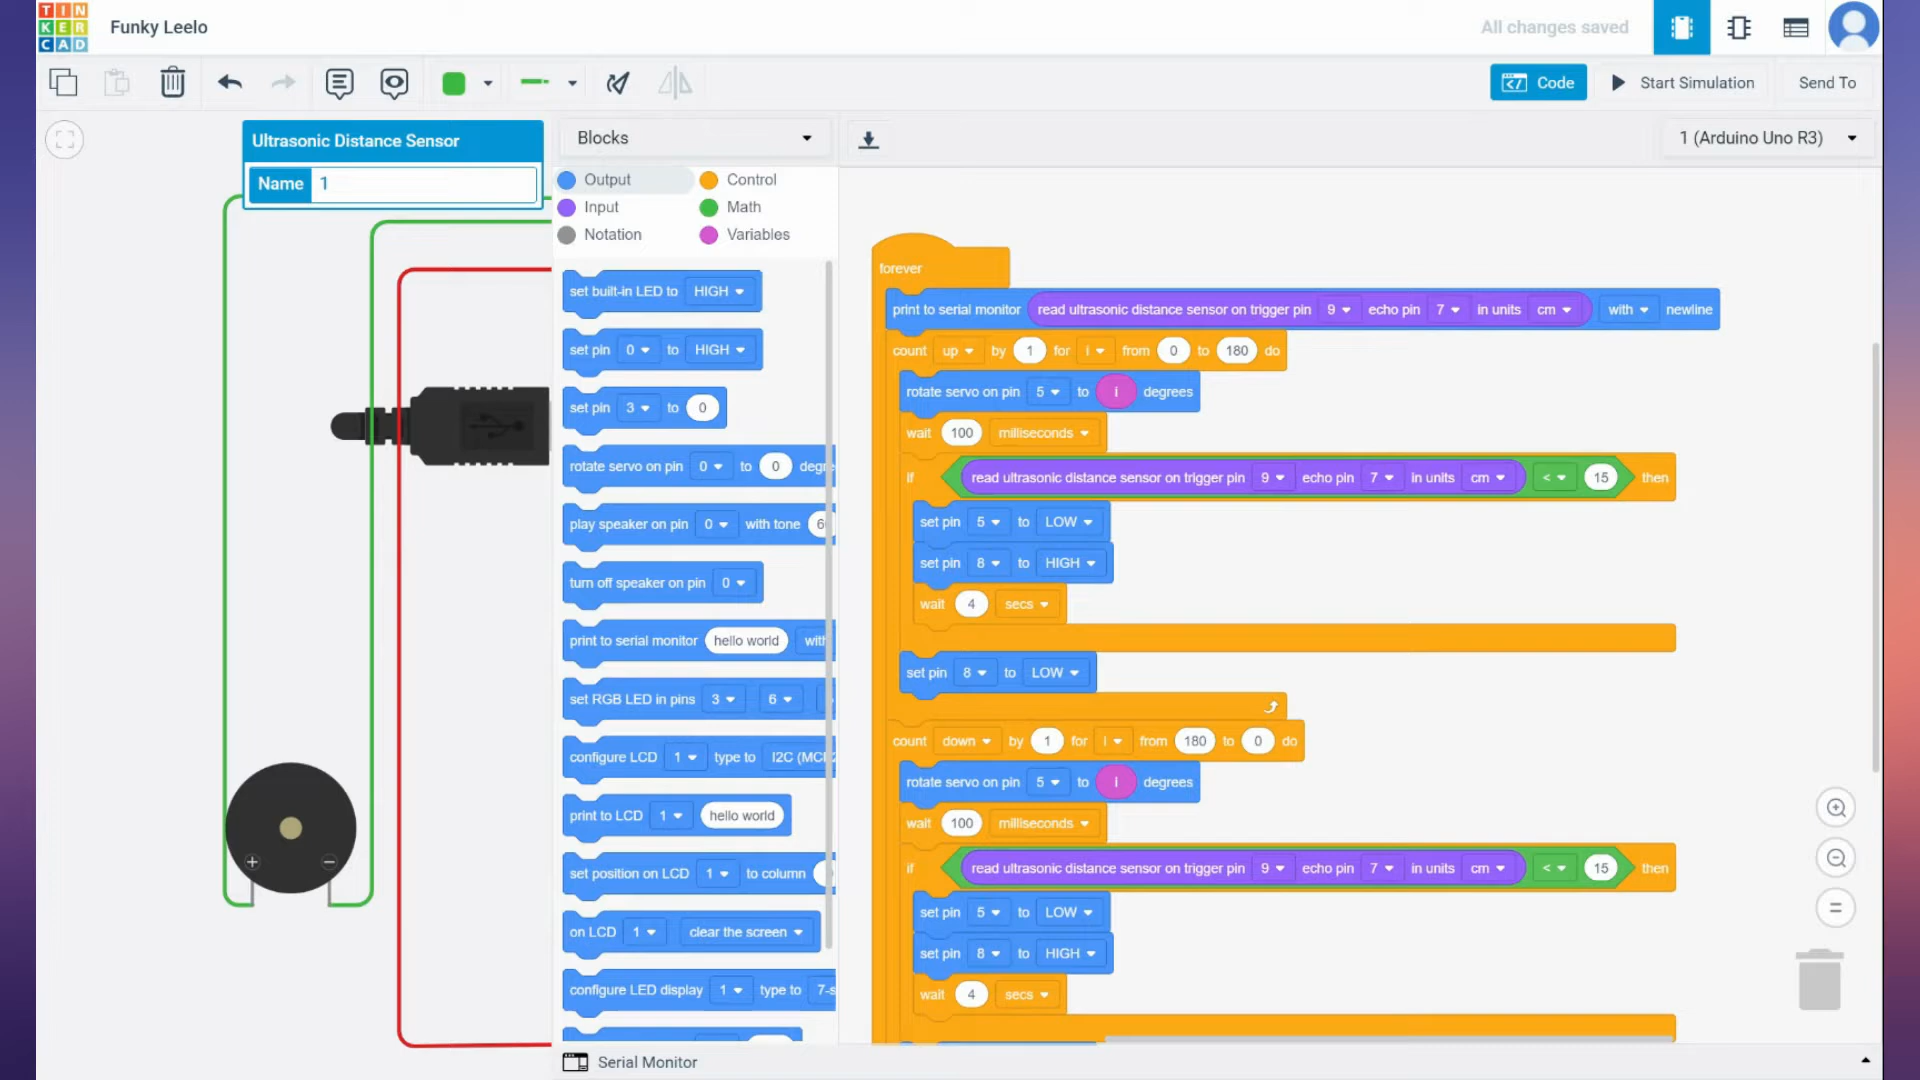 TIN
KER
CAD
Funky Leelo
All changes saved
Code
Start Simulation
Send To
Ultrasonic Distance Sensor
Name 1
Blocks
1 (Arduino Uno R3)
Output
Control
Input
Math
Notation
Variables
set built-in LED to HIGH
set pin 0 to HIGH
set pin 3 to 0
rotate servo on pin 0 to 0 degr
play speaker on pin 0 with tone 6
turn off speaker on pin 0
print to serial monitor hello world with
set RGB LED in pins 3 6
configure LCD 1 type to I2C (MCP2
print to LCD 1 hello world
set position on LCD 1 to column
on LCD 1 clear the screen
configure LED display 1 type to 7-s
forever
print to serial monitor read ultrasonic distance sensor on trigger pin 9 echo pin 7 in units cm with newline
count up by 1 for i from 0 to 180 do
rotate servo on pin 5 to i degrees
wait 100 milliseconds
if read ultrasonic distance sensor on trigger pin 9 echo pin 7 in units cm < 15 then
set pin 5 to LOW
set pin 8 to HIGH
wait 4 secs
set pin 8 to LOW
count down by 1 for i from 180 to 0 do
rotate servo on pin 5 to i degrees
wait 100 milliseconds
if read ultrasonic distance sensor on trigger pin 9 echo pin 7 in units cm < 15 then
set pin 5 to LOW
set pin 8 to HIGH
wait 4 secs
Serial Monitor